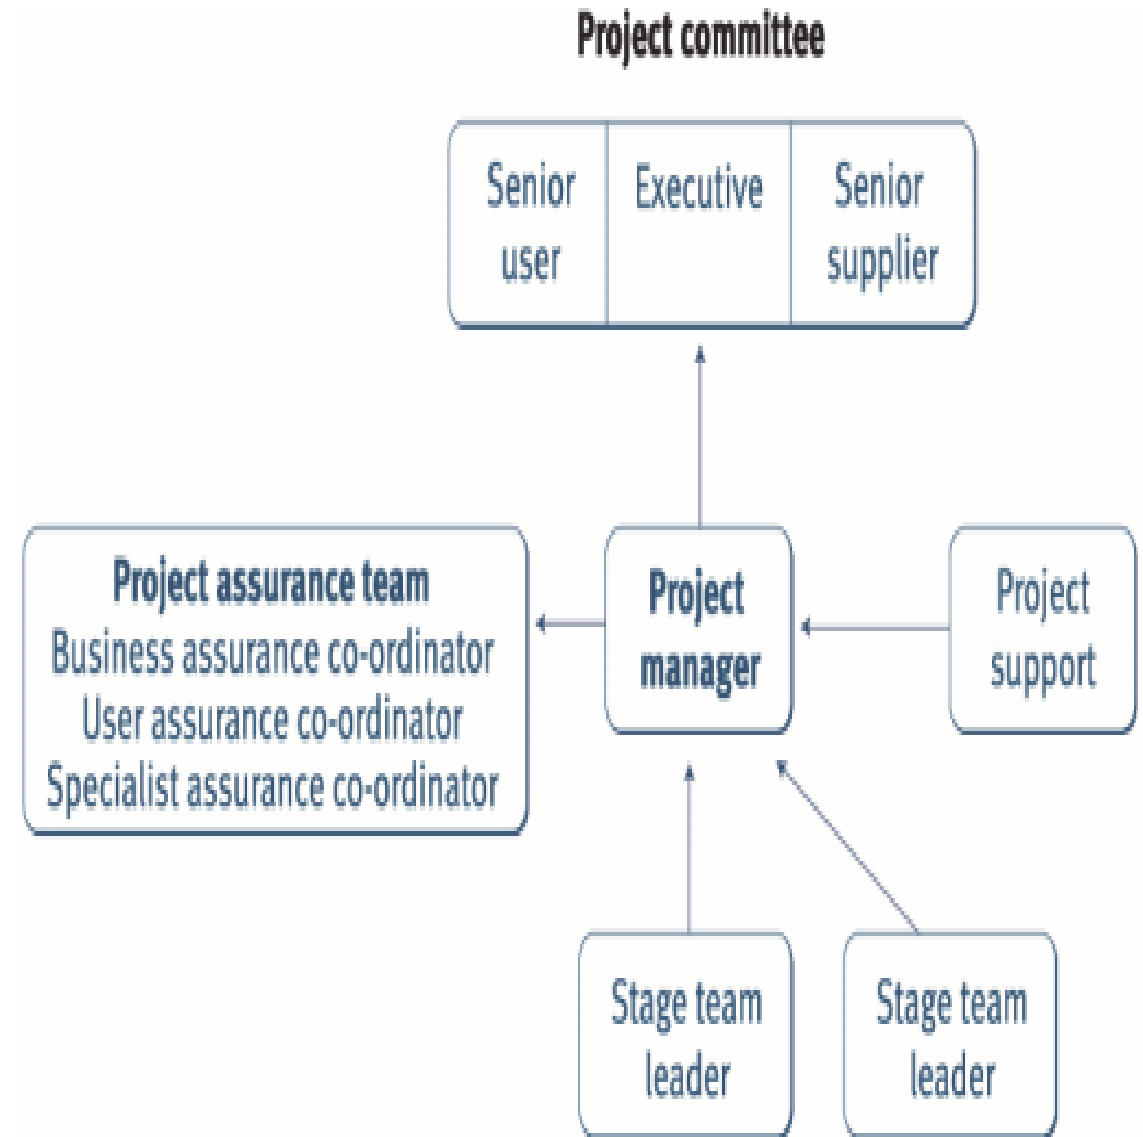 Project committee
Senior
user
Executive
Senior
supplier
Project assurance team
Business assurance co-ordinator
User assurance co-ordinator
Specialist assurance co-ordinator
Project
manager
Project
support
Stage team
leader
Stage team
leader